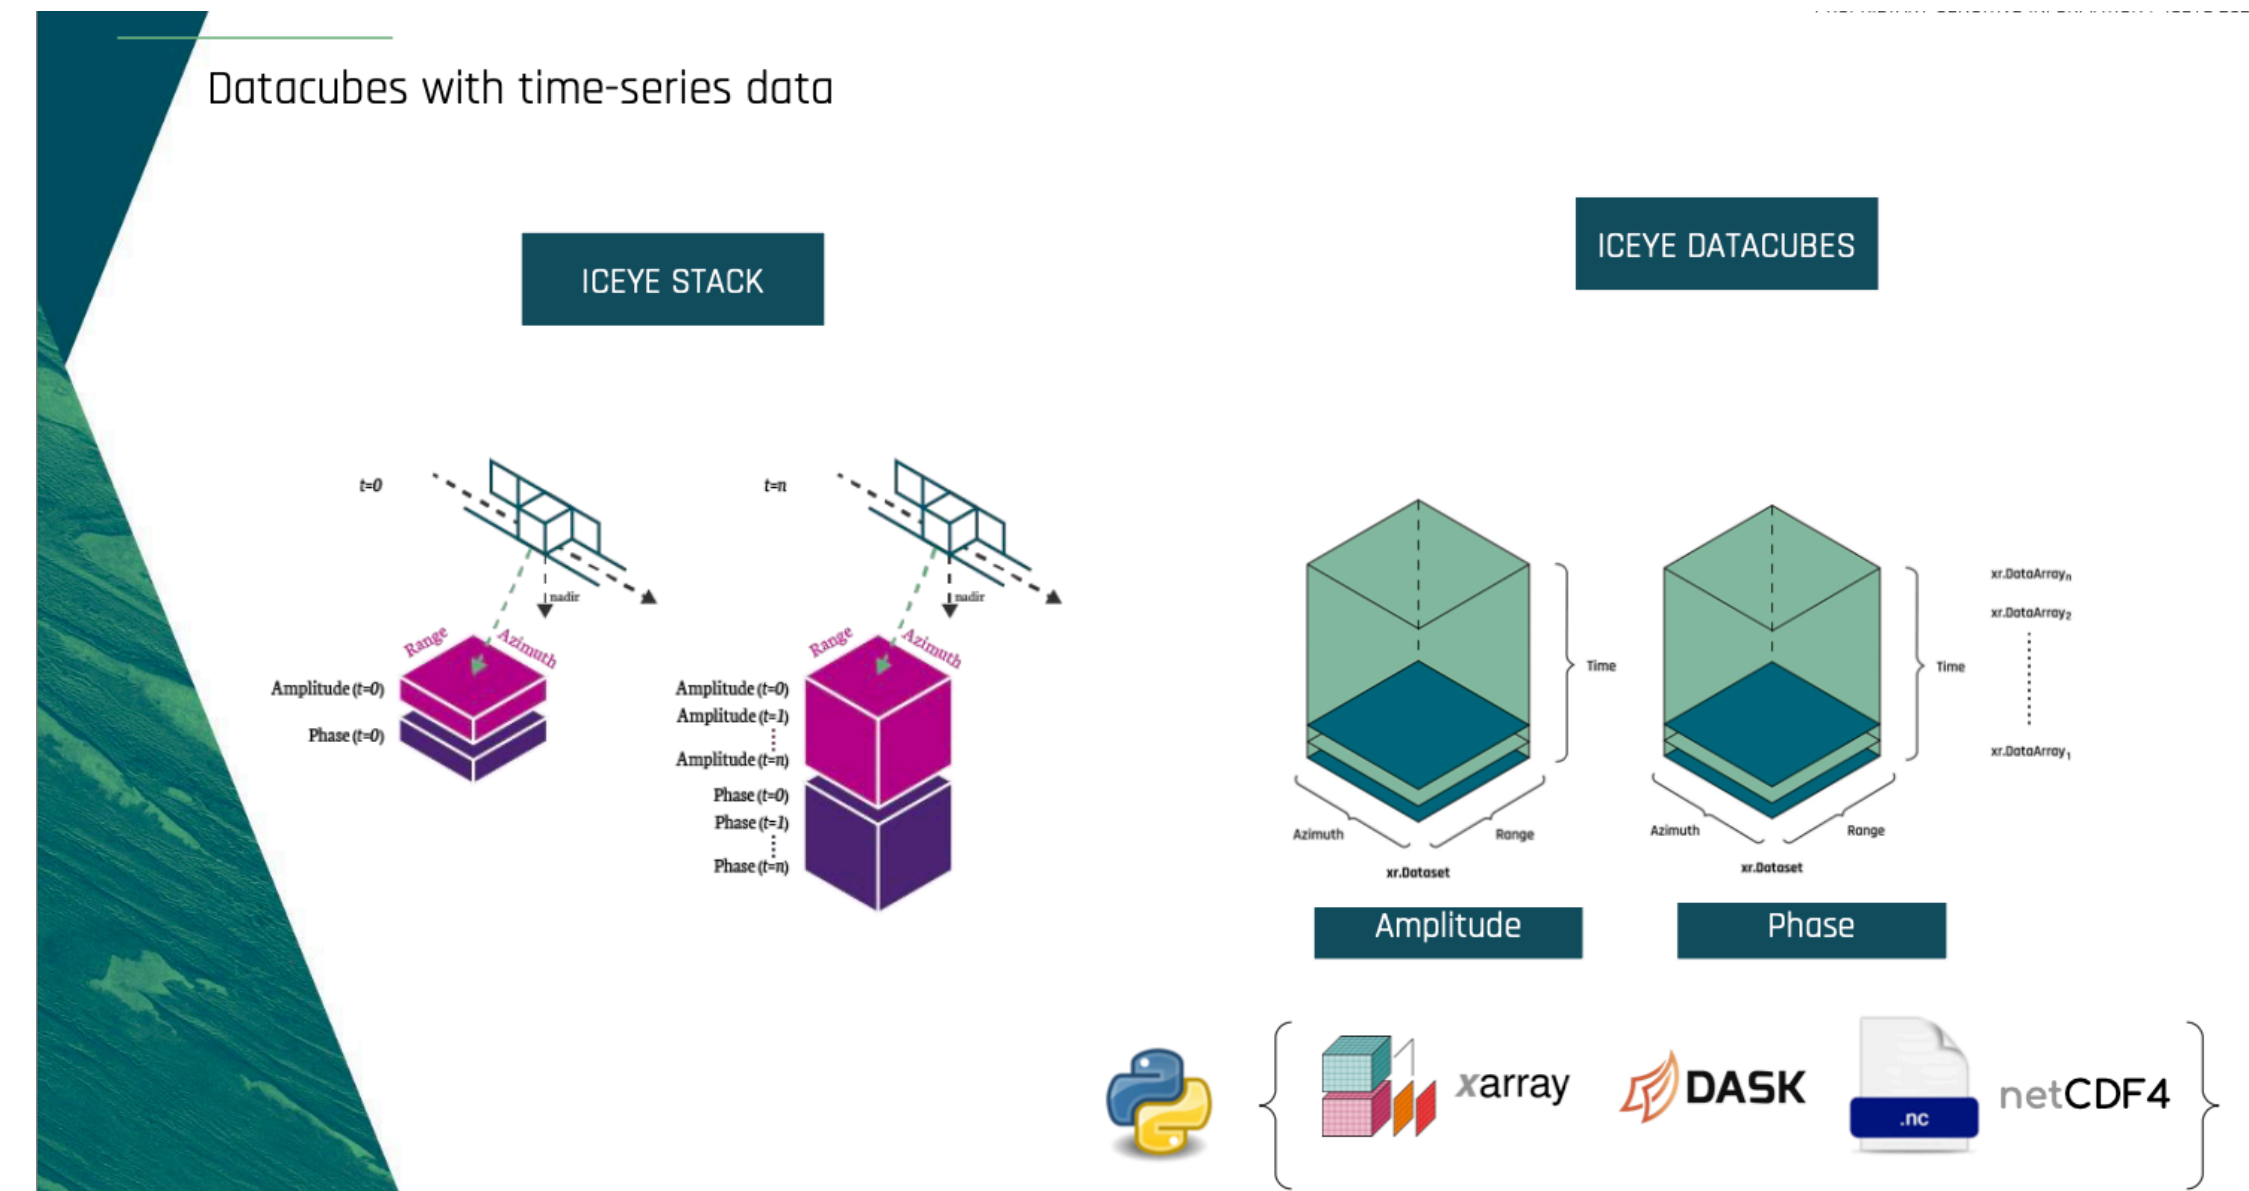 Datacubes with time-series data
ICEYE STACK
ICEYE DATACUBES
t=0
nadir
Range
Azimuth
Amplitude (t=0)
Phase (t=0)
t=n
nadir
Range
Azimuth
Amplitude (t=0)
Amplitude (t=1)
Amplitude (t=n)
Phase (t=0)
Phase (t=1)
Phase (t=n)
Time
Azimuth
Range
xr.Dataset
Amplitude
Time
Azimuth
Range
xr.Dataset
Phase
xr.DataArrayn
xr.DataArray2
xr.DataArray1
xarray
DASK
.nc
netCDF4